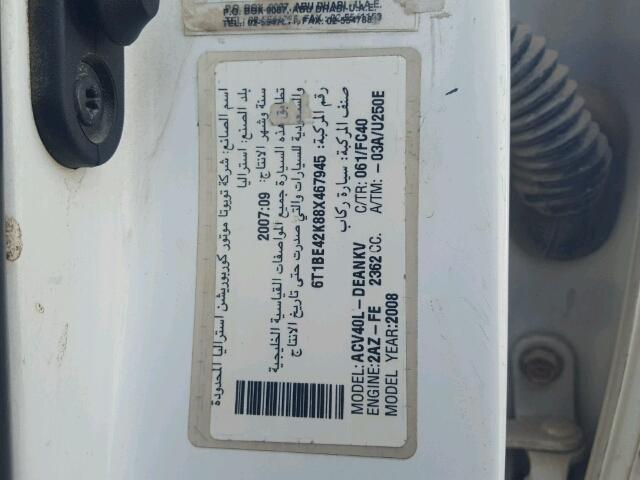 P.O. BOX 9087, ABU DHABI-U.A.E.
اسم الصانع: شركة تويوتا موتور كوربوريشن استراليا المحدودة
بلد الصنع: استراليا
سنة وشهر الانتاج: 2007:09
تطابق هذه السيارة جميع المواصفات القياسية الخليجية
والسعودية للسيارات والتي صدرت حتى تاريخ الانتاج
رقم المركبة: 6T1BE42K88X467945
صنف المركبة: سيارة ركاب
MODEL: ACV40L-DEANKV C/TR: 061/FC40
ENGINE: 2AZ-FE 2362 CC. A/TM: -03A/U250E
MODEL YEAR: 2008